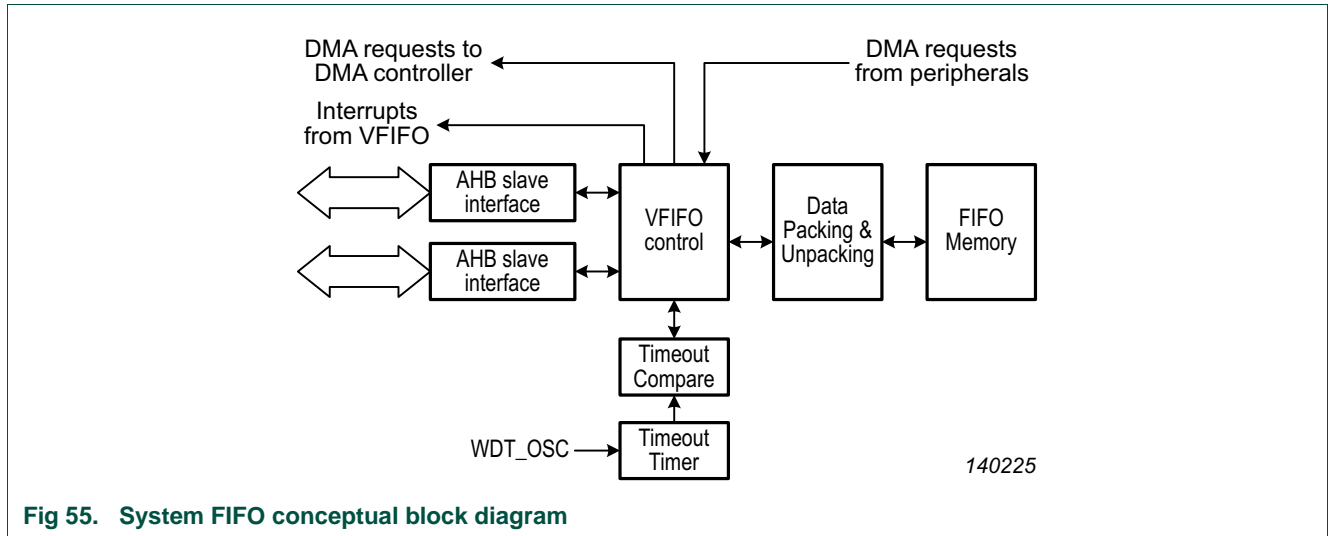 DMA requests to
DMA controller
DMA requests
from peripherals
Interrupts
from VFIFO
AHB slave
interface
VFIFO
control
Data
Packing &
Unpacking
FIFO
Memory
AHB slave
interface
Timeout
Compare
WDT_OSC
Timeout
Timer
140225
Fig 55. System FIFO conceptual block diagram